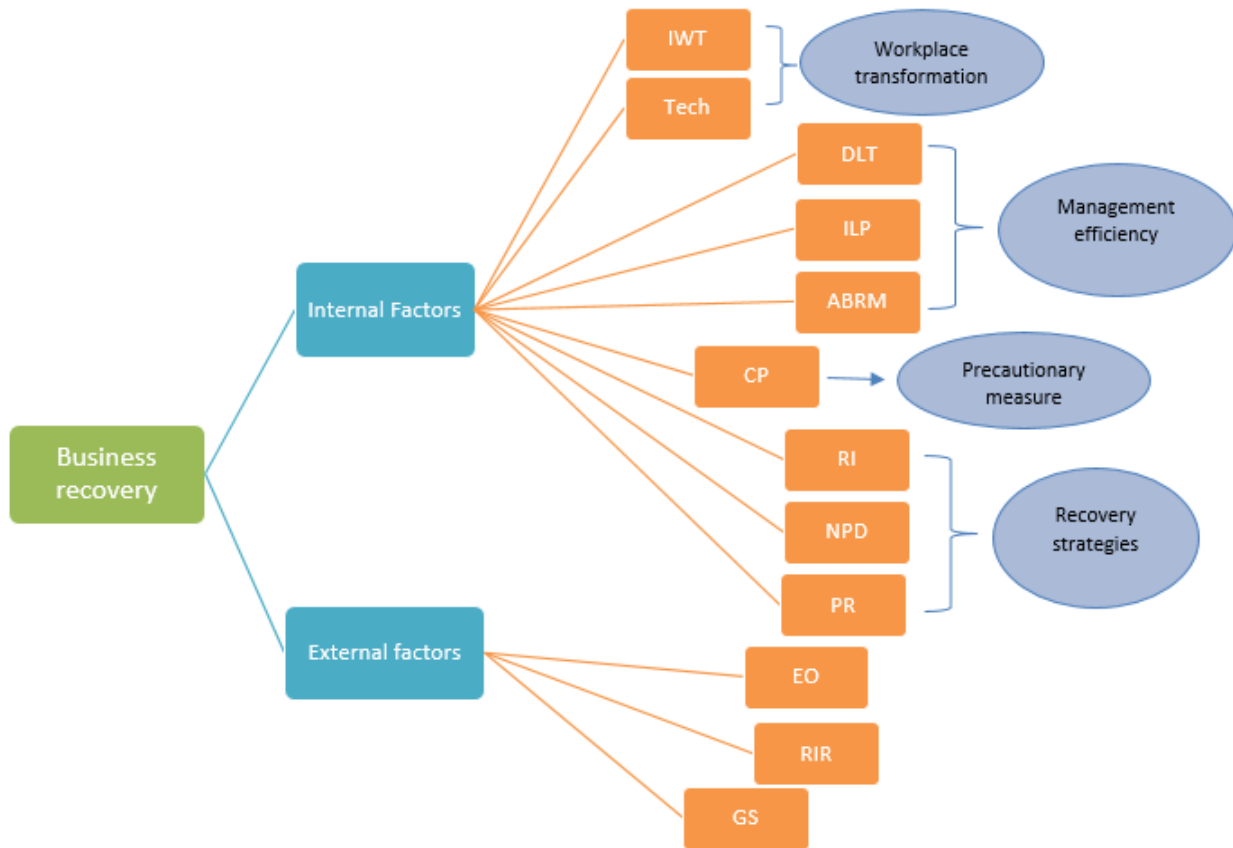 IWT
Workplace
transformation
Tech
DLT
Management
efficiency
ILP
Internal Factors
ABRM
CP
Precautionary
measure
Business
recovery
RI
Recovery
strategies
NPD
PR
External factors
EO
RIR
GS